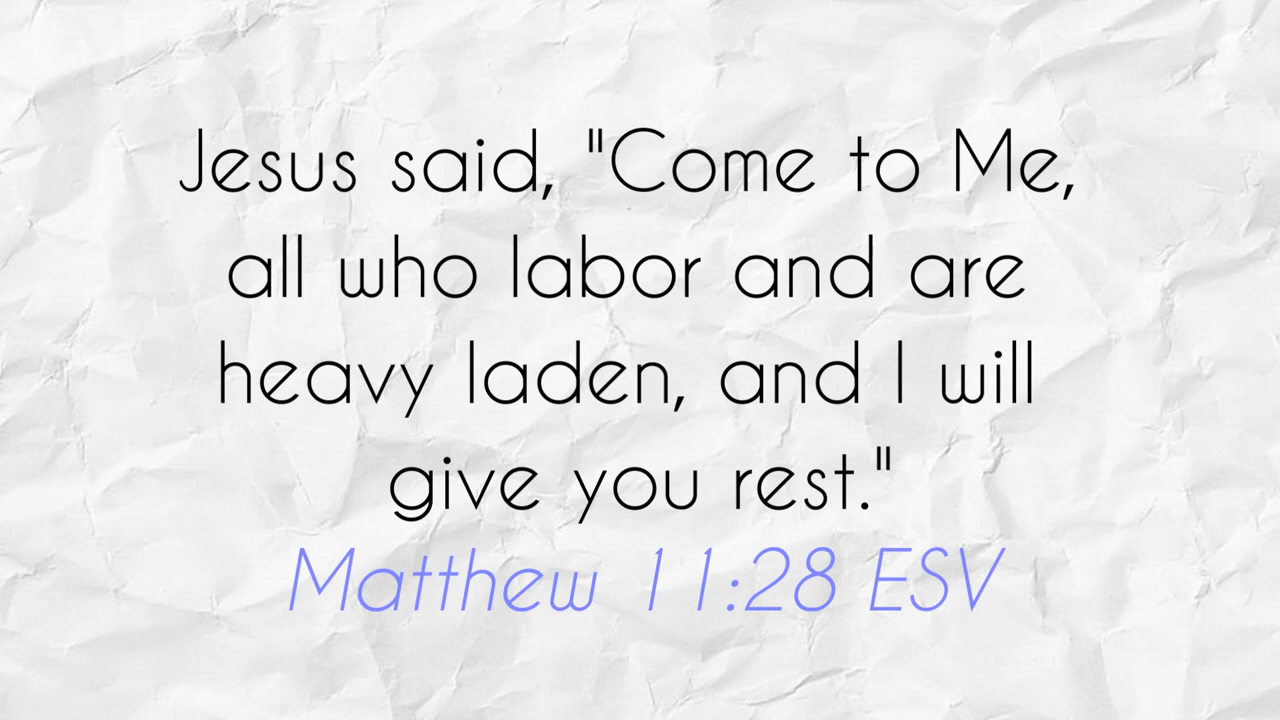 Jesus said, "Come to Me,
all who labor and are
heavy laden, and I will
give you rest."
Matthew 11:28 ESV